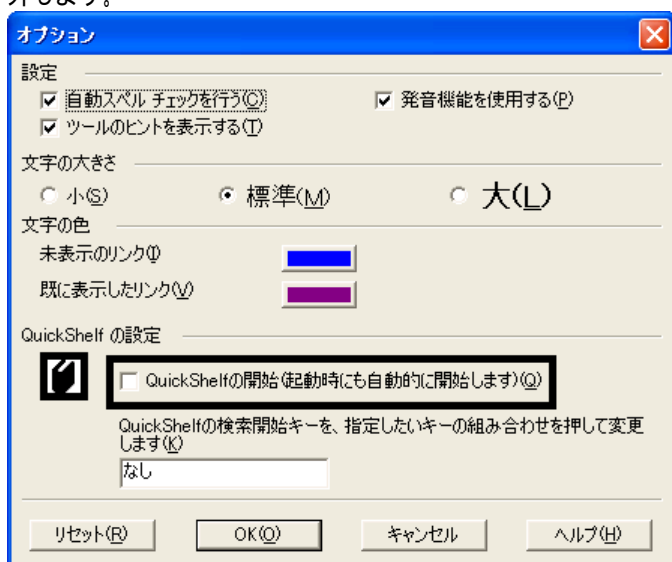 介します。
オプション
設定
自動スペル チェックを行う(C)
発音機能を使用する(P)
ツールのヒントを表示する(T)
文字の大きさ
小(S)
標準(M)
大(L)
文字の色
未表示のリンク(I)
既に表示したリンク(V)
QuickShelf の設定
QuickShelfの開始(起動時にも自動的に開始します)(Q)
QuickShelfの検索開始キーを、指定したいキーの組み合わせを押して変更
します(K)
なし
リセット(R)
OK(O)
キャンセル
ヘルプ(H)